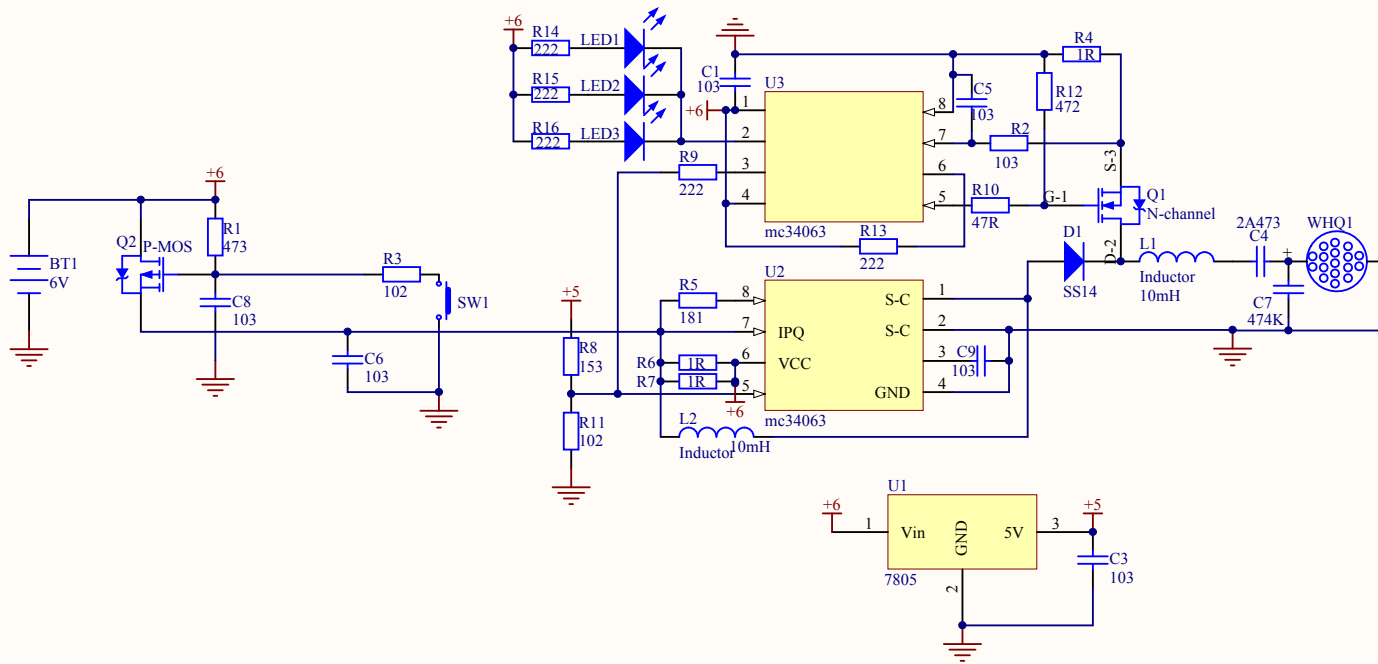 +6
R14
222
LED1
R15
222
LED2
R16
222
LED3
C1
103
+6
U3
1
2
3
4
8
7
6
5
mc34063
C5
103
R4
1R
R12
472
R2
103
R9
222
R10
47R
R13
222
G-1
S-3
D-2
Q1
N-channel
D1
SS14
L1
Inductor
10mH
2A473
C4
+
WHQ1
C7
474K
+6
BT1
6V
Q2
P-MOS
R1
473
C8
103
R3
102
SW1
C6
103
+5
R8
153
R11
102
R5
181
R6
1R
R7
1R
+6
L2
Inductor
10mH
U2
8
7
6
5
IPQ
VCC
S-C
S-C
GND
1
2
3
4
mc34063
C9
103
U1
+6
1
Vin
GND
5V
3
+5
2
7805
C3
103